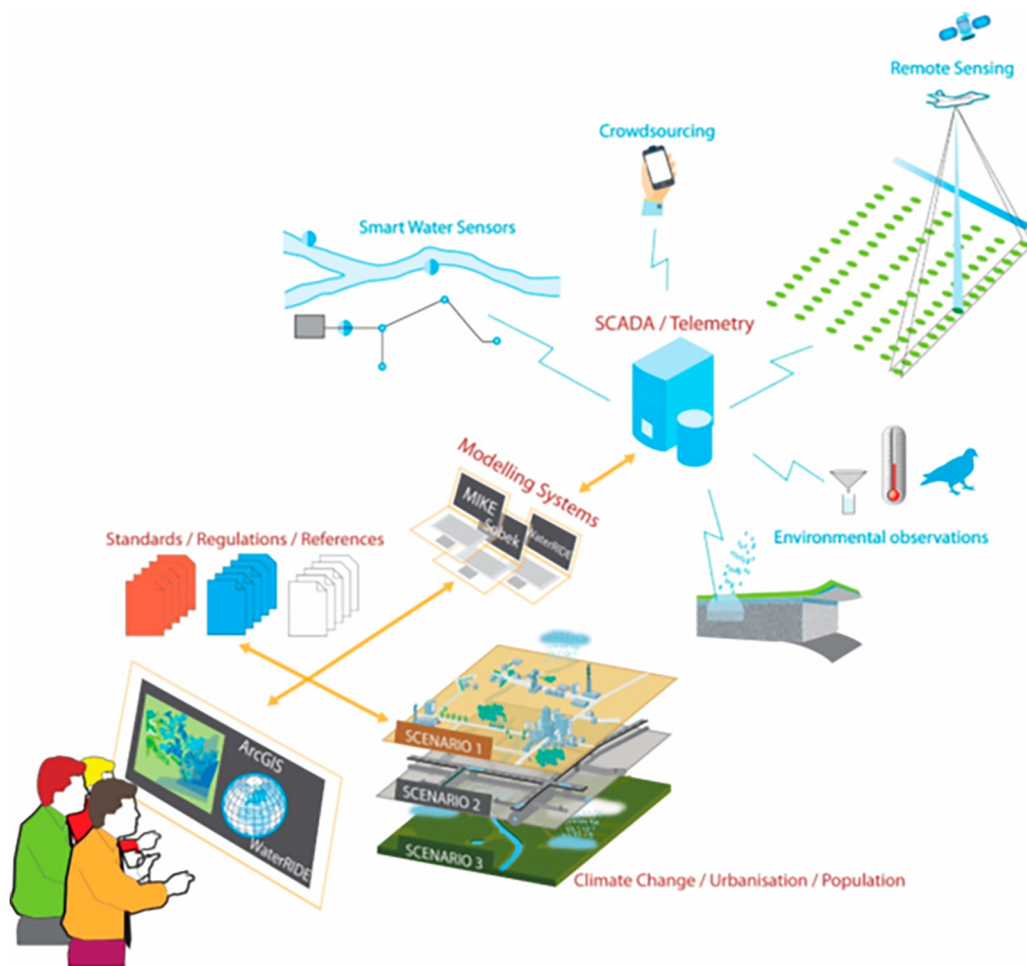 Remote Sensing
Crowdsourcing
Smart Water Sensors
SCADA / Telemetry
Modelling Systems
MIKE
Sobek
WaterRIDE
Environmental observations
Standards / Regulations / References
ArcGIS
WaterRIDE
SCENARIO 1
SCENARIO 2
SCENARIO 3
Climate Change / Urbanisation / Population